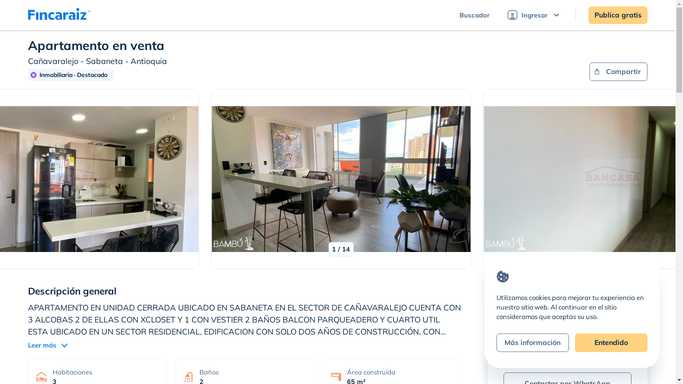 Fincaraiz
Buscador
Ingresar
Publica gratis
Apartamento en venta
Cañavaralejo - Sabaneta - Antioquia
Inmobiliaria - Destacado
Compartir
BAMBÚ
1 / 14
BANCASA
BAMBÚ
Descripción general
APARTAMENTO EN UNIDAD CERRADA UBICADO EN SABANETA EN EL SECTOR DE CAÑAVARALEJO CUENTA CON
3 ALCOBAS 2 DE ELLAS CON XCLOSET Y 1 CON VESTIER 2 BAÑOS BALCON PARQUEADERO Y CUARTO UTIL
ESTA UBICADO EN UN SECTOR RESIDENCIAL, EDIFICACION CON SOLO DOS AÑOS DE CONSTRUCCIÓN, CON...
Leer más
Habitaciones
3
Baños
2
Área construida
65 m²
Utilizamos cookies para mejorar tu experiencia en
nuestro sitio web. Al continuar en el sitio
consideramos que aceptas su uso.
Más información
Entendido
Contactar por WhatsApp